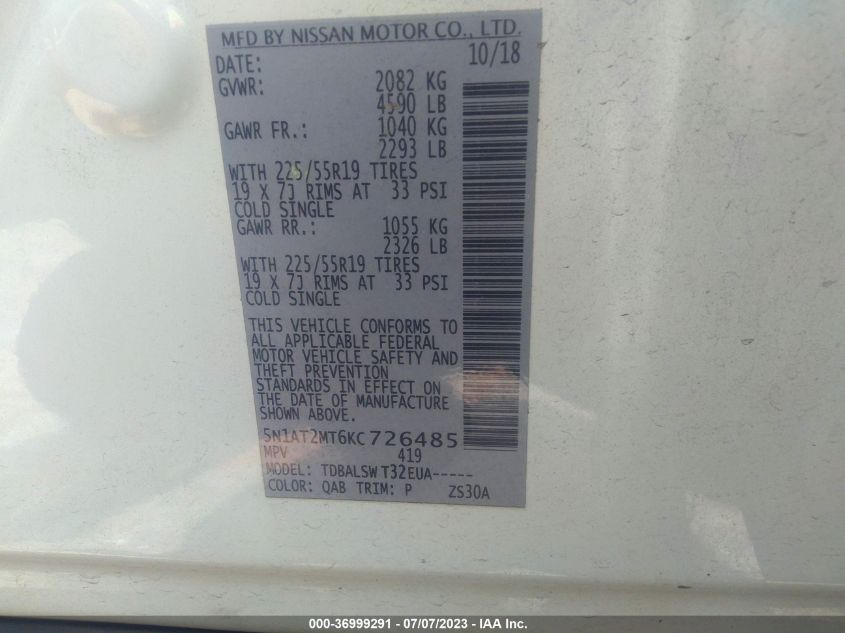 MFD BY NISSAN MOTOR CO., LTD.
DATE: 10/18
GVWR: 2082 KG
4590 LB
GAWR FR.: 1040 KG
2293 LB
WITH 225/55R19 TIRES
19 X 7J RIMS AT 33 PSI
COLD SINGLE
GAWR RR.: 1055 KG
2326 LB
WITH 225/55R19 TIRES
19 X 7J RIMS AT 33 PSI
COLD SINGLE
THIS VEHICLE CONFORMS TO
ALL APPLICABLE FEDERAL
MOTOR VEHICLE SAFETY AND
THEFT PREVENTION
STANDARDS IN EFFECT ON
THE DATE OF MANUFACTURE
SHOWN ABOVE.
5N1AT2MT6KC726485
MPV 419
MODEL: TDBALSW T32EUA-----
COLOR: QAB TRIM: P ZS30A
000-36999291 - 07/07/2023 - IAA Inc.